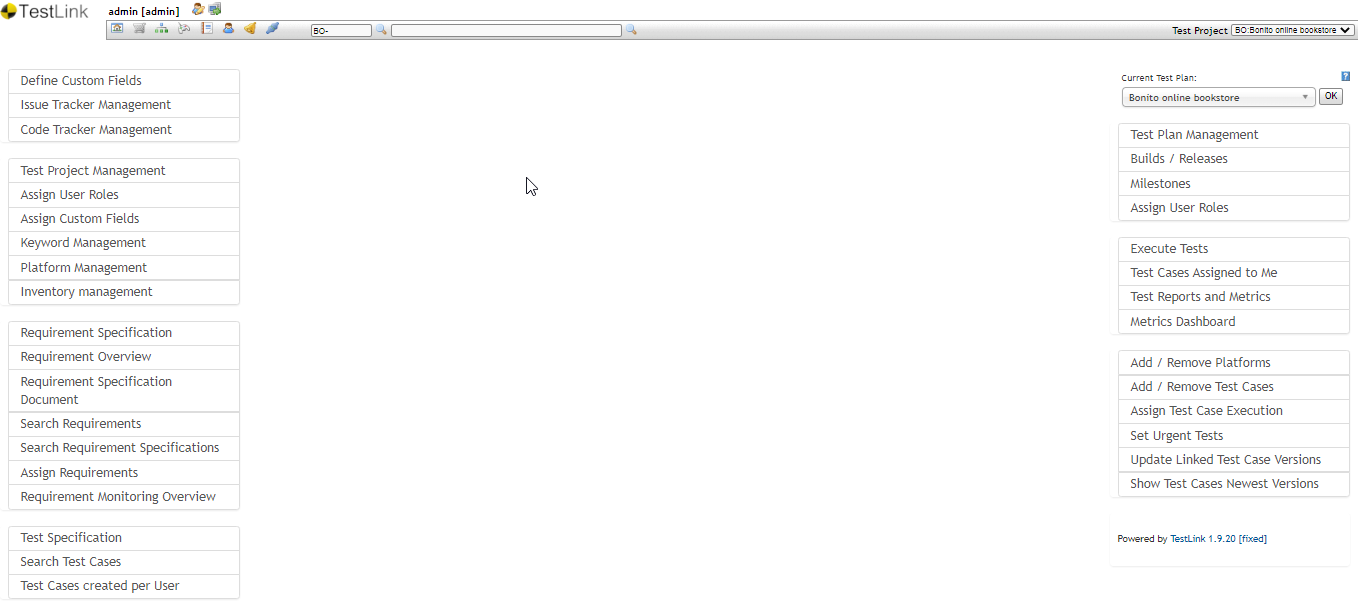 TestLink
admin [admin]
BO-
Test Project
BO:Bonito online bookstore
Define Custom Fields
Issue Tracker Management
Code Tracker Management
Test Project Management
Assign User Roles
Assign Custom Fields
Keyword Management
Platform Management
Inventory management
Requirement Specification
Requirement Overview
Requirement Specification
Document
Search Requirements
Search Requirement Specifications
Assign Requirements
Requirement Monitoring Overview
Test Specification
Search Test Cases
Test Cases created per User
Current Test Plan:
?
Bonito online bookstore
OK
Test Plan Management
Builds / Releases
Milestones
Assign User Roles
Execute Tests
Test Cases Assigned to Me
Test Reports and Metrics
Metrics Dashboard
Add / Remove Platforms
Add / Remove Test Cases
Assign Test Case Execution
Set Urgent Tests
Update Linked Test Case Versions
Show Test Cases Newest Versions
Powered by TestLink 1.9.20 [fixed]